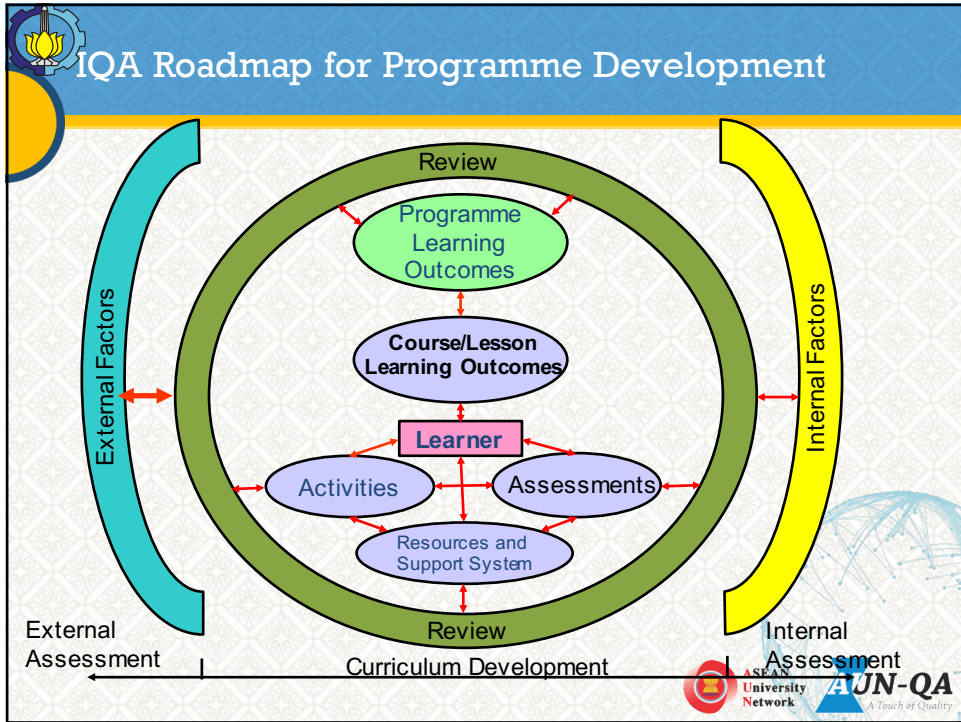 IQA Roadmap for Programme Development
Review
Programme
Learning
Outcomes
External Factors
Internal Factors
Course/Lesson
Learning Outcomes
Learner
Activities
Assessments
Resources and
Support System
Review
External
Assessment
Curriculum Development
Internal
Assessment
ASEAN
University
Network
AUN-QA
A Touch of Quality